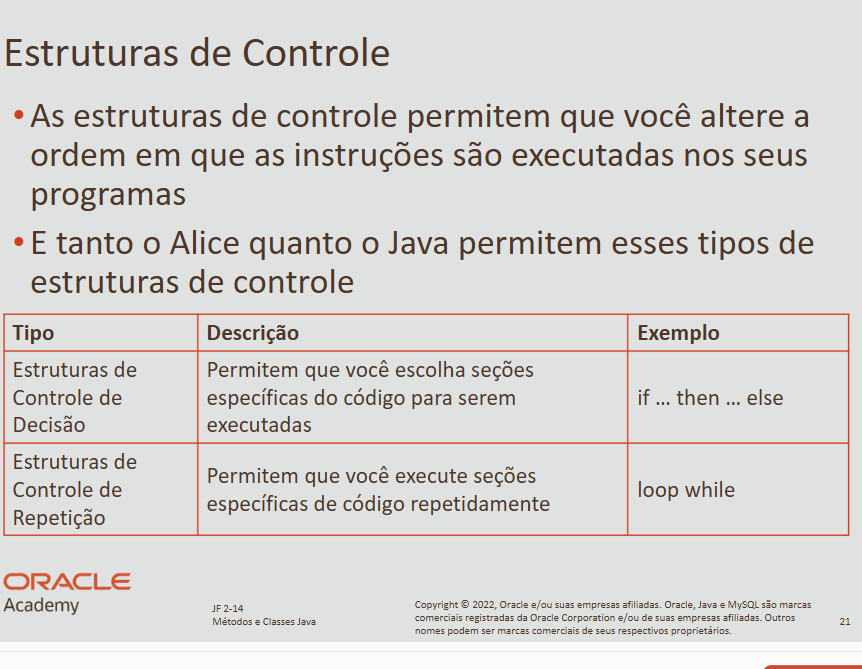 Estruturas de Controle
• As estruturas de controle permitem que você altere a
ordem em que as instruções são executadas nos seus
programas
• E tanto o Alice quanto o Java permitem esses tipos de
estruturas de controle
Tipo Descrição Exemplo
Estruturas de
Controle de
Decisão
Permitem que você escolha seções
específicas do código para serem
executadas
if ... then ... else
Estruturas de
Controle de
Repetição
Permitem que você execute seções
específicas de código repetidamente
loop while
ORACLE
Academy
JF 2-14
Métodos e Classes Java
Copyright © 2022, Oracle e/ou suas empresas afiliadas. Oracle, Java e MySQL são marcas
comerciais registradas da Oracle Corporation e/ou de suas empresas afiliadas. Outros
nomes podem ser marcas comerciais de seus respectivos proprietários.
21